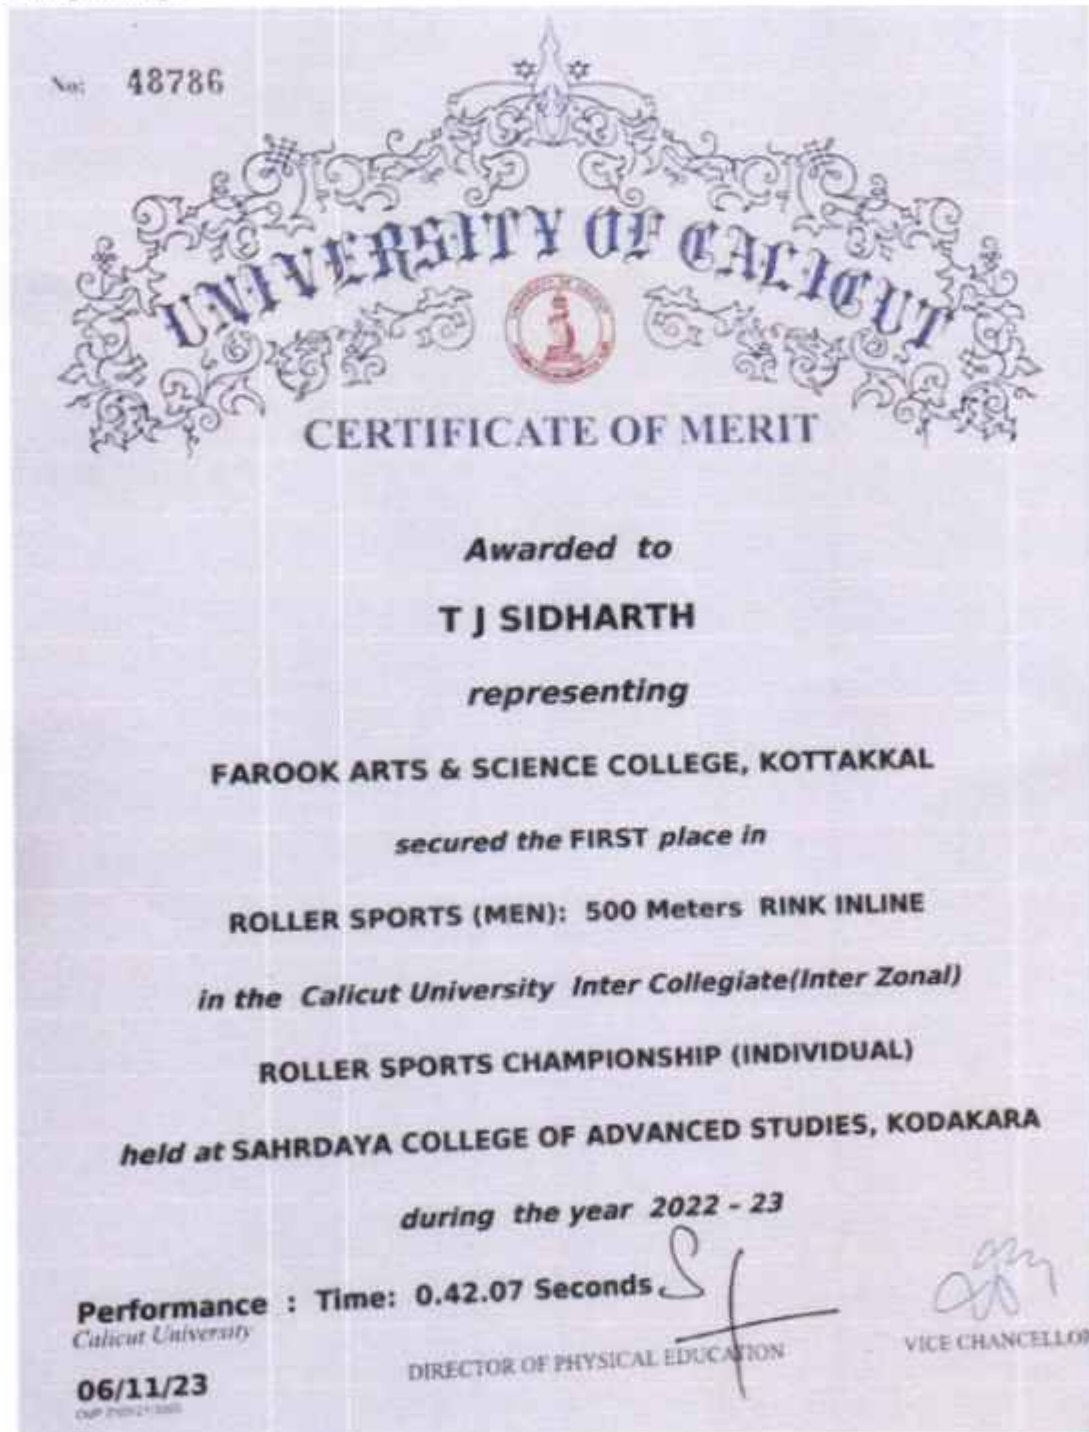 No: 48786
UNIVERSITY OF CALICUT
CERTIFICATE OF MERIT
Awarded to
T J SIDHARTH
representing
FAROOK ARTS & SCIENCE COLLEGE, KOTTAKKAL
secured the FIRST place in
ROLLER SPORTS (MEN): 500 Meters RINK INLINE
in the Calicut University Inter Collegiate(Inter Zonal)
ROLLER SPORTS CHAMPIONSHIP (INDIVIDUAL)
held at SAHRDAYA COLLEGE OF ADVANCED STUDIES, KODAKARA
during the year 2022 – 23
Performance : Time: 0.42.07 Seconds
Calicut University
DIRECTOR OF PHYSICAL EDUCATION
VICE CHANCELLOR
06/11/23